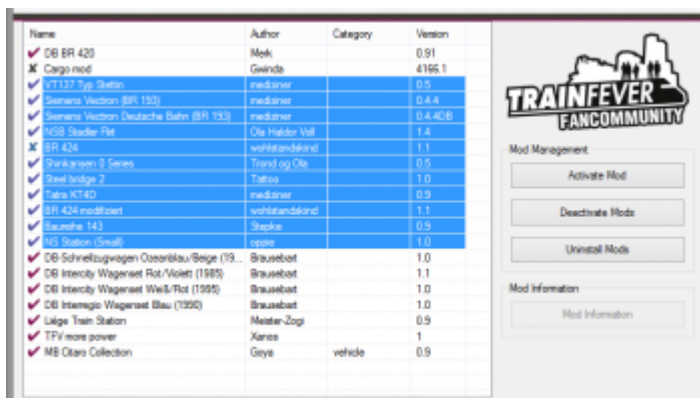 Name Author Category Version
DB BR 420 Merk 0.91
Cargo mod Gwinda 4166.1
VT137 Typ Stettin mediziner 0.5
Siemens Vectron (BR 193) mediziner 0.4.4
Siemens Vectron Deutsche Bahn (BR 193) mediziner 0.4.4DB
NSB Stadler Flirt Ola Haldor Voll 1.4
BR 424 wohlstandskind 1.1
Shinkansen 0 Series Trond og Ola 0.5
Steel bridge 2 Tattoo 1.0
Tatra KT4D mediziner 0.9
BR 424 modifiziert wohlstandskind 1.1
Baureihe 143 Stepke 0.9
NS Station (Small) oppie 1.0
DB-Schnellzugwagen Ozeanblau/Beige (19... Brausebart 1.0
DB Intercity Wagenset Rot/Violett (1985) Brausebart 1.1
DB Intercity Wagenset Weiß/Rot (1995) Brausebart 1.0
DB Interregio Wagenset Blau (1990) Brausebart 1.0
Liége Train Station Meister-Zogi 0.9
TFV more power Xanos 1
MB Citaro Collection Goya vehicle 0.9
TRAINFEVER
FANCOMMUNITY
Mod Management
Activate Mod
Deactivate Mods
Uninstall Mods
Mod Information
Mod Information